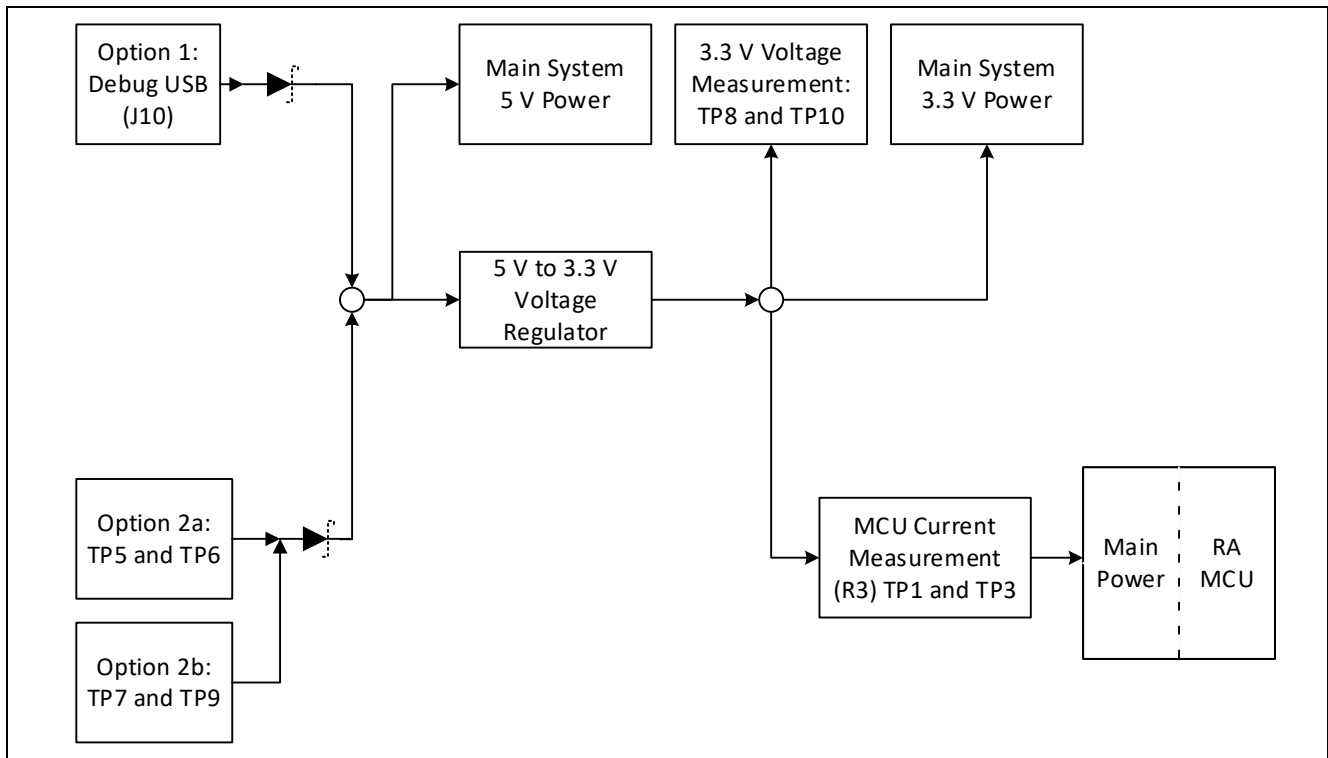 Option 1:
Debug USB
(J10)
Main System
5 V Power
3.3 V Voltage
Measurement:
TP8 and TP10
Main System
3.3 V Power
5 V to 3.3 V
Voltage
Regulator
Option 2a:
TP5 and TP6
Option 2b:
TP7 and TP9
MCU Current
Measurement
(R3) TP1 and TP3
Main
Power
RA
MCU